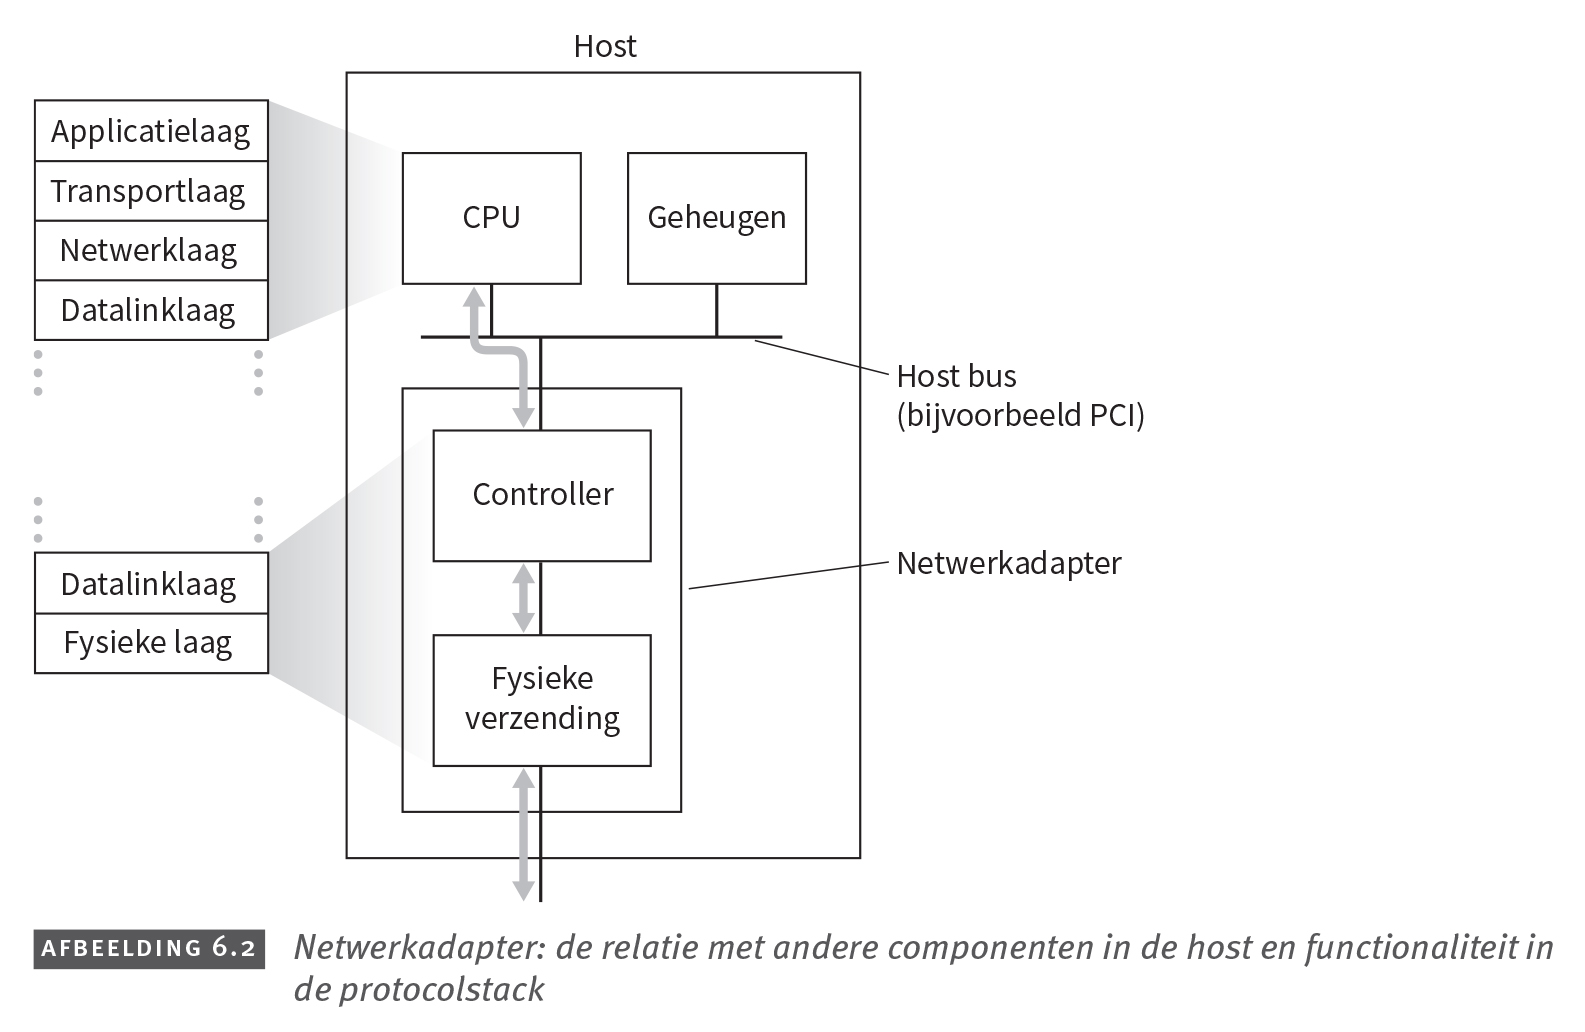 Host
Applicatielaag
Transportlaag
Netwerklaag
Datalinklaag
CPU
Geheugen
Host bus
(bijvoorbeeld PCI)
Controller
Netwerkadapter
Datalinklaag
Fysieke laag
Fysieke
verzending
AFBEELDING 6.2
Netwerkadapter: de relatie met andere componenten in de host en functionaliteit in
de protocolstack